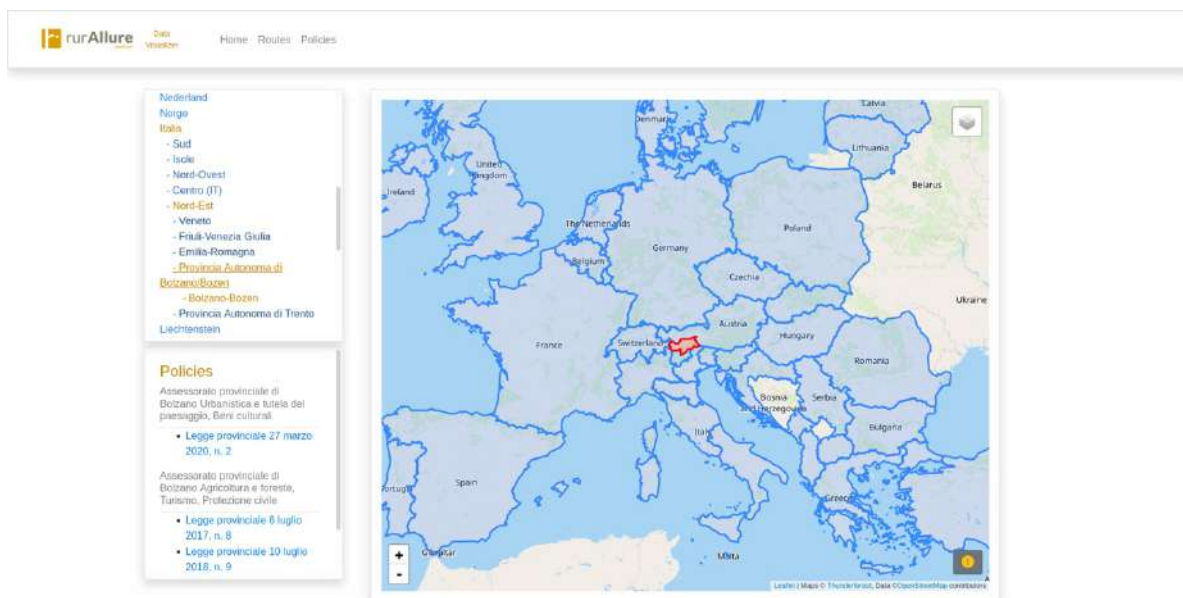 rurAllure
Data
Visualizer
Home Routes Policies
Nederland
Norge
Italia
- Sud
- Isole
- Nord-Ovest
- Centro (IT)
- Nord-Est
- Veneto
- Friuli-Venezia Giulia
- Emilia-Romagna
- Provincia Autonoma di
Bolzano/Bozen
- Bolzano-Bozen
- Provincia Autonoma di Trento
Liechtenstein
Policies
Assessorato provinciale di
Bolzano Urbanistica e tutela del
paesaggio, Beni culturali
• Legge provinciale 27 marzo
2020, n. 2
Assessorato provinciale di
Bolzano Agricoltura e foreste,
Turismo, Protezione civile
• Legge provinciale 6 luglio
2017, n. 8
• Legge provinciale 10 luglio
2018, n. 9
Latvia
Denmark
Lithuania
United
Kingdom
Ireland
Belarus
The Netherlands
Poland
Germany
Belgium
Czechia
Ukraine
Austria
France
Switzerland
Hungary
Romania
Bosnia
and Herzegovina
Serbia
Italy
Bulgaria
Spain
Portugal
Greece
Gibraltar
Malta
+
-
Leaflet | Maps © Thunderforest, Data ©OpenStreetMap contributors